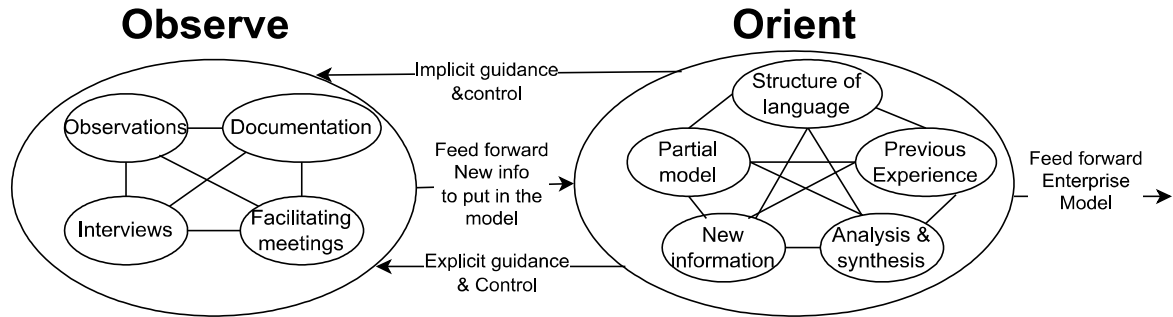 Observe
Orient
Observations
Documentation
Interviews
Facilitating
meetings
Implicit guidance
&control
Feed forward
New info
to put in the
model
Explicit guidance
& Control
Structure of
language
Partial
model
Previous
Experience
New
information
Analysis &
synthesis
Feed forward
Enterprise
Model